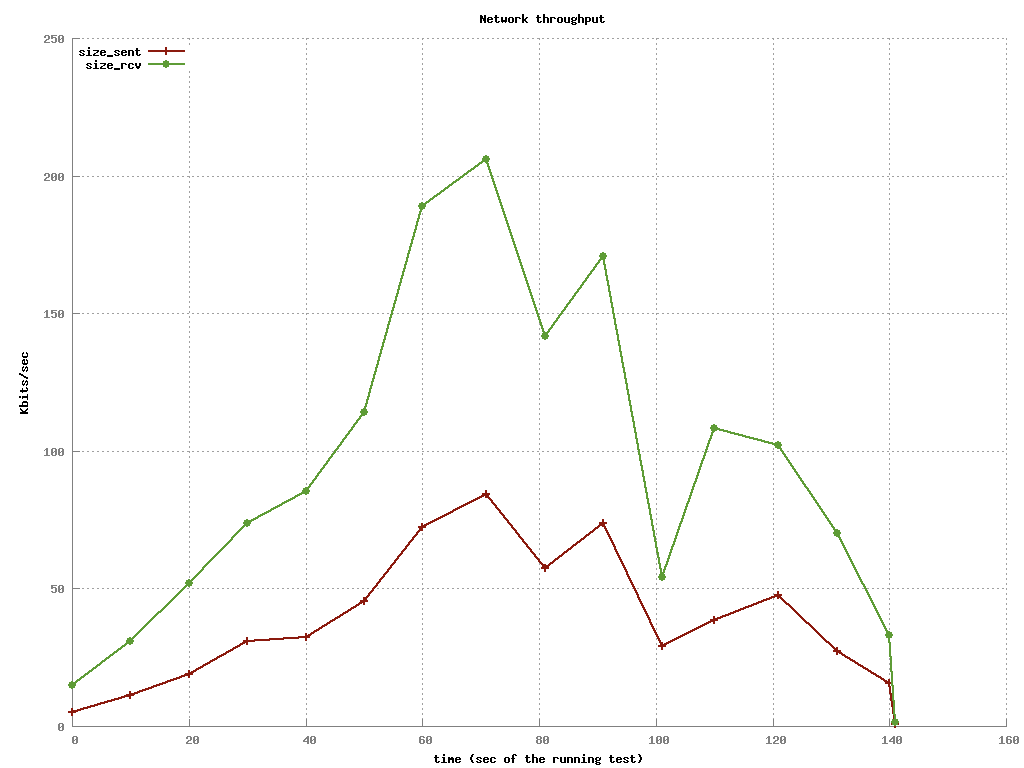 Network throughput
250
size_sent
size_rcv
200
150
Kbits/sec
100
50
0
0 20 40 60 80 100 120 140 160
time (sec of the running test)